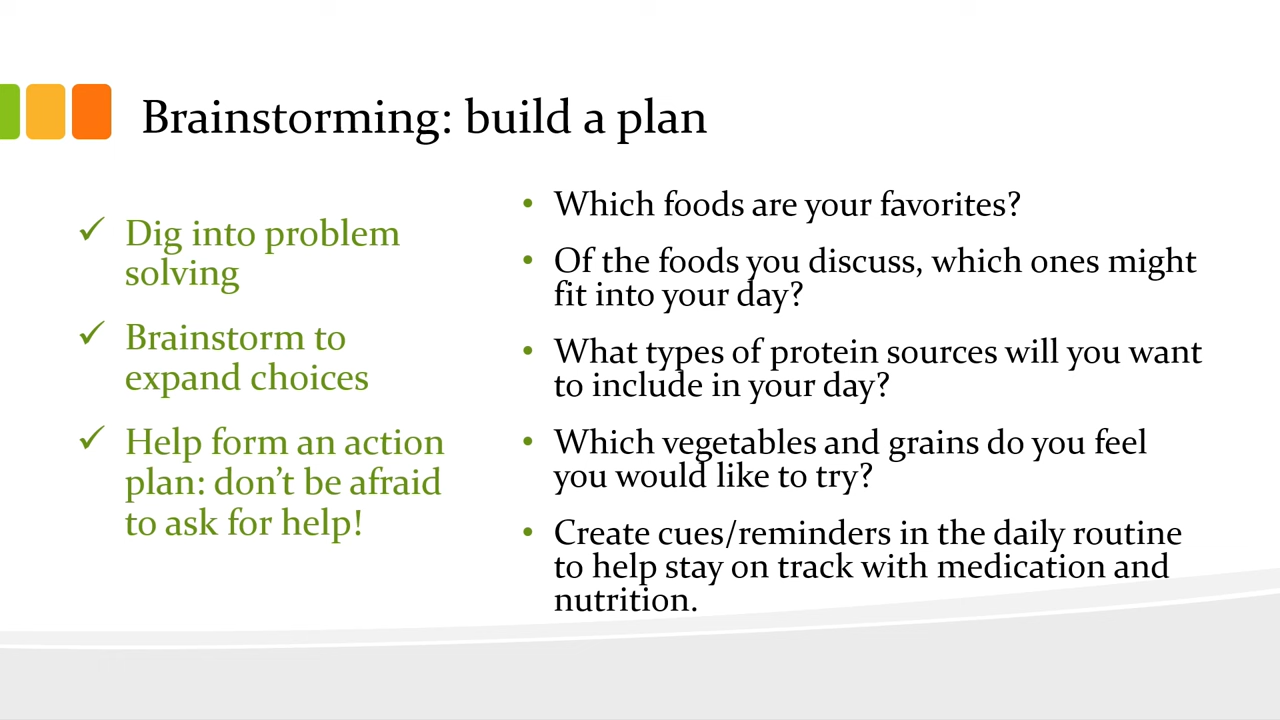 Brainstorming: build a plan
✓ Dig into problem
solving
✓ Brainstorm to
expand choices
✓ Help form an action
plan: don’t be afraid
to ask for help!
• Which foods are your favorites?
• Of the foods you discuss, which ones might
fit into your day?
• What types of protein sources will you want
to include in your day?
• Which vegetables and grains do you feel
you would like to try?
• Create cues/reminders in the daily routine
to help stay on track with medication and
nutrition.